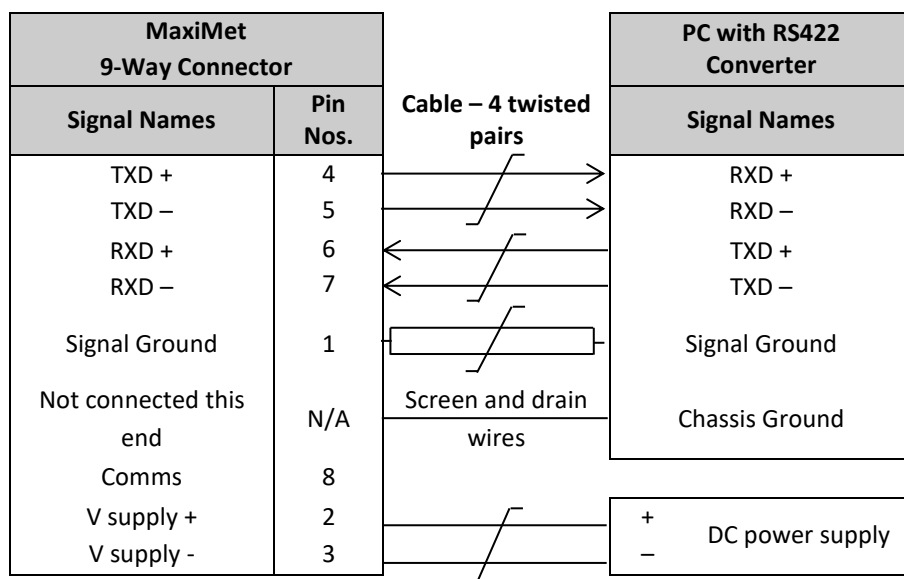 MaxiMet
9-Way Connector
PC with RS422
Converter
Signal Names
Pin
Nos.
Cable – 4 twisted
pairs
Signal Names
TXD + 4 RXD +
TXD – 5 RXD –
RXD + 6 TXD +
RXD – 7 TXD –
Signal Ground 1 Signal Ground
Not connected this
end
N/A
Screen and drain
wires
Chassis Ground
Comms 8
V supply + 2 +
V supply - 3 –
DC power supply